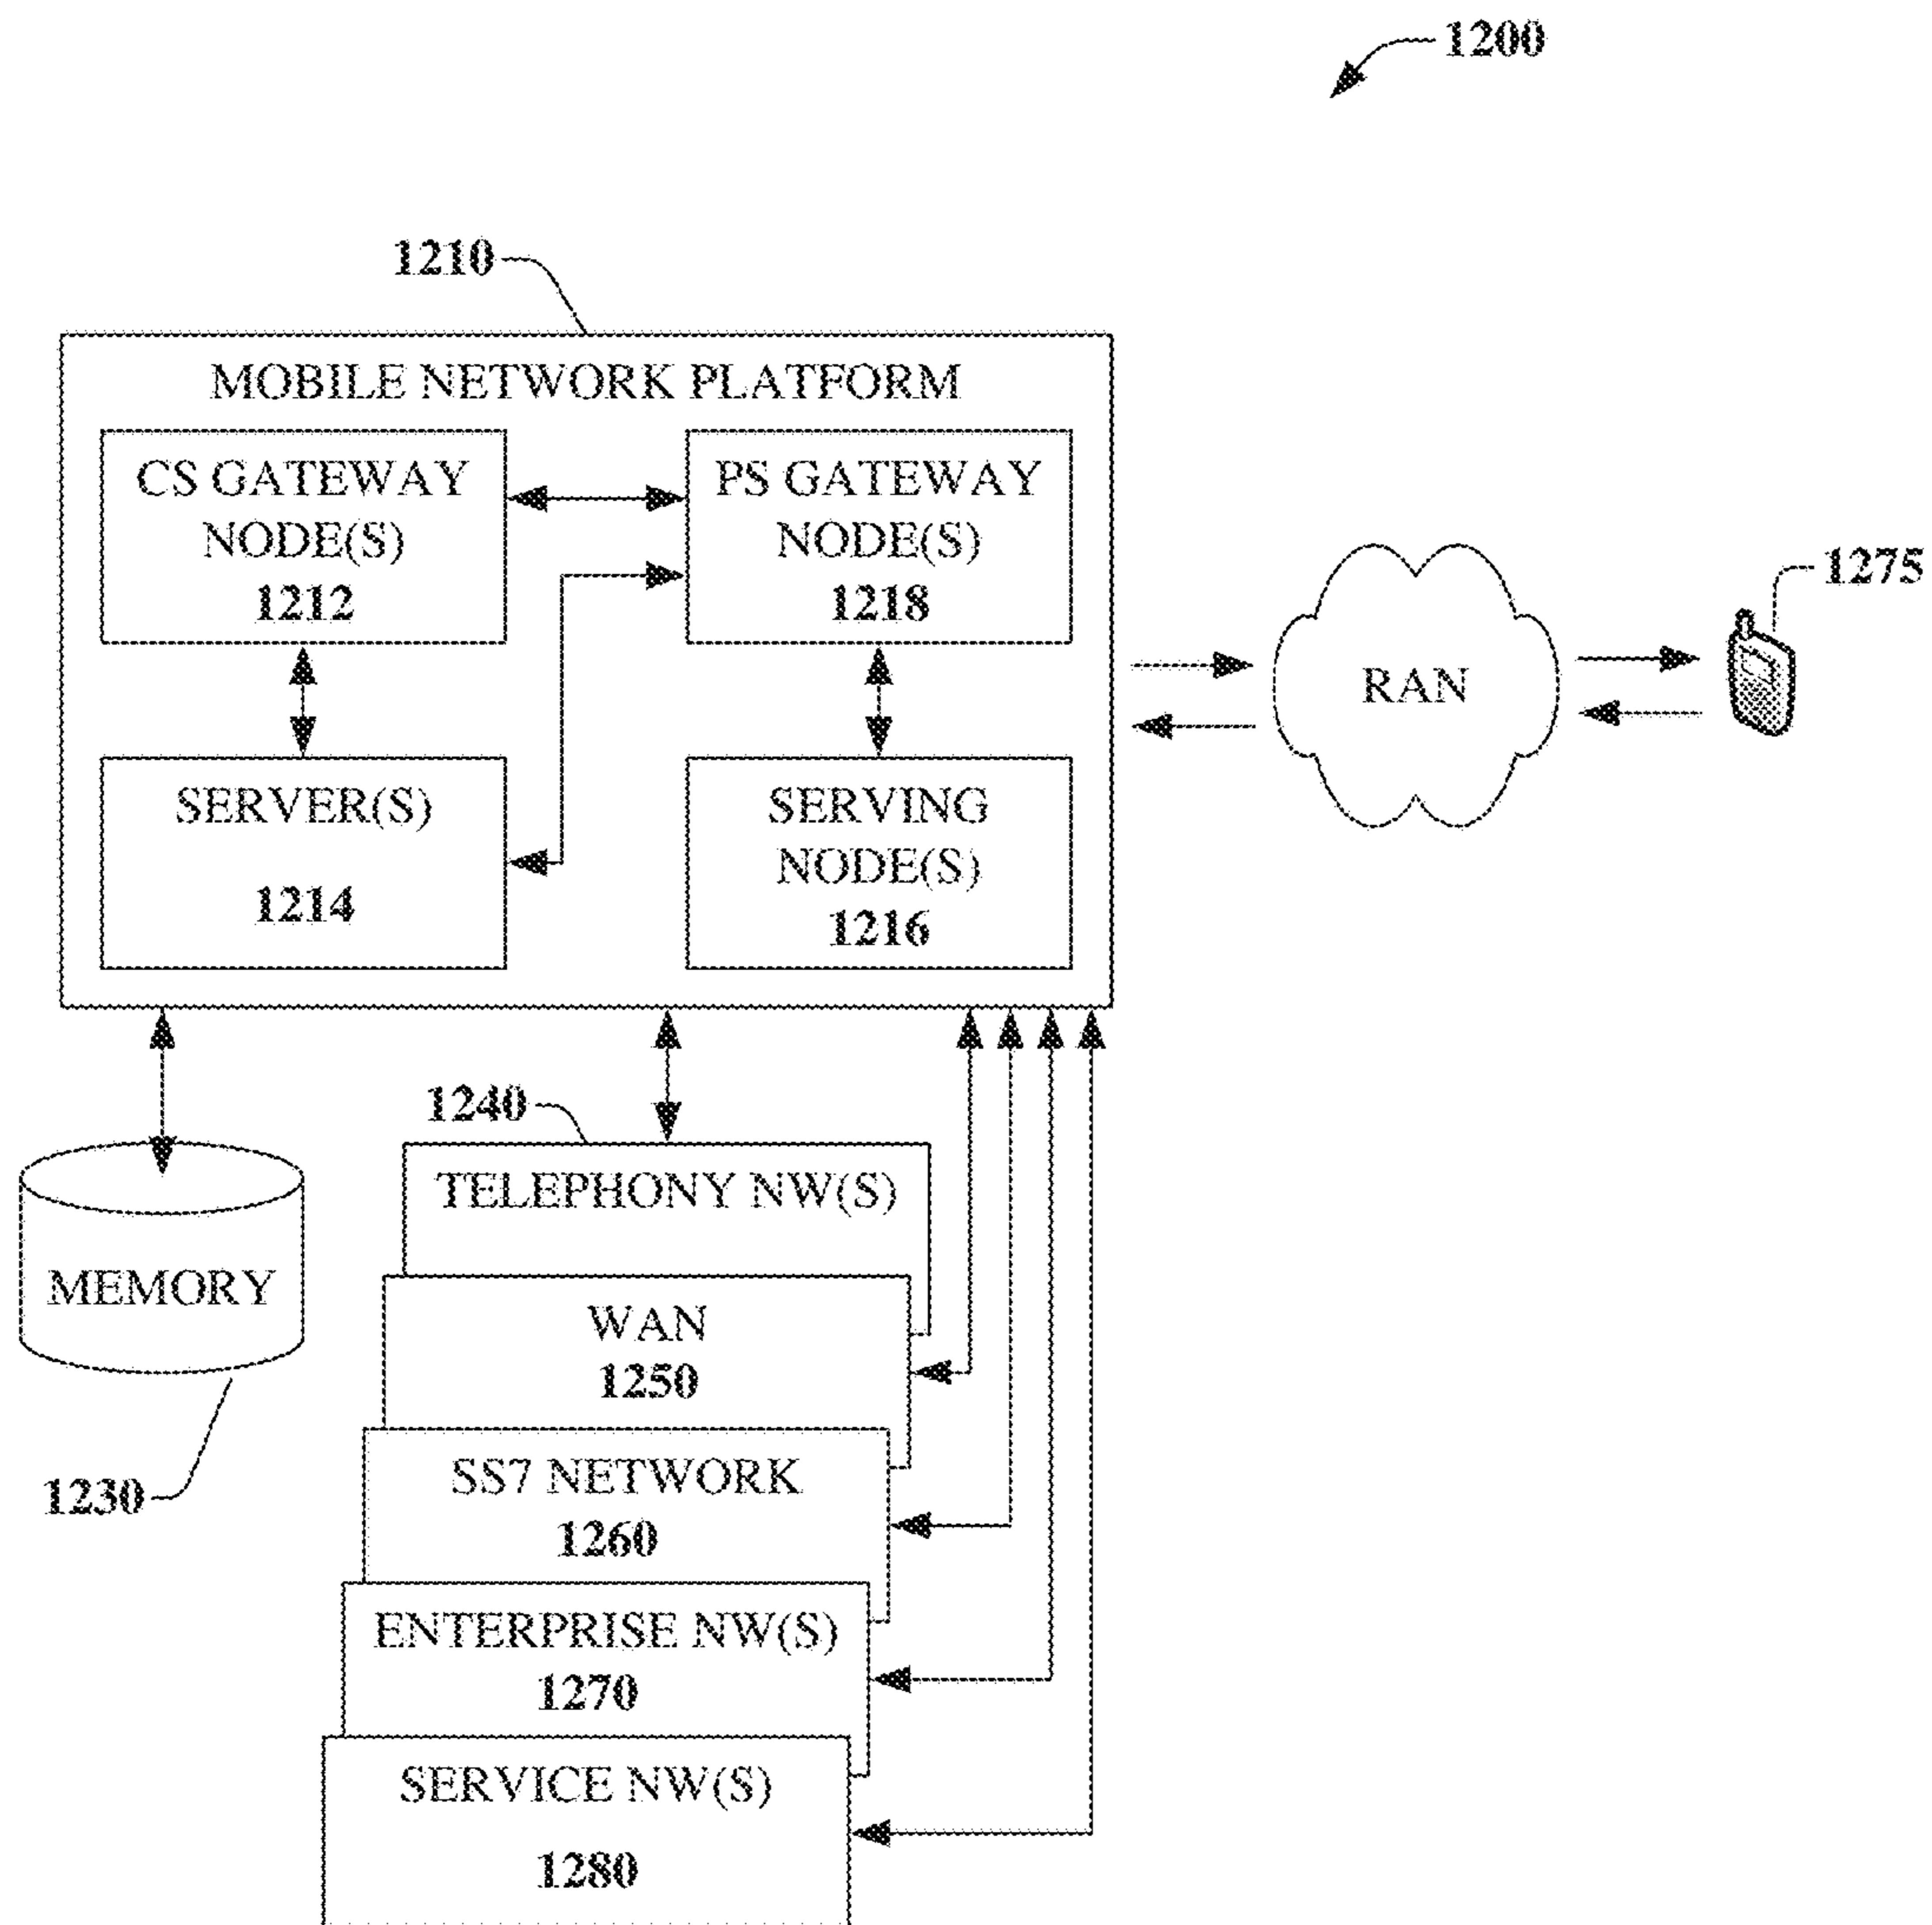 1200
1210
MOBILE NETWORK PLATFORM
CS GATEWAY
NODE(S)
1212
PS GATEWAY
NODE(S)
1218
SERVER(S)
1214
SERVING
NODE(S)
1216
RAN
1275
1240
TELEPHONY NW(S)
MEMORY
1230
WAN
1250
SS7 NETWORK
1260
ENTERPRISE NW(S)
1270
SERVICE NW(S)
1280